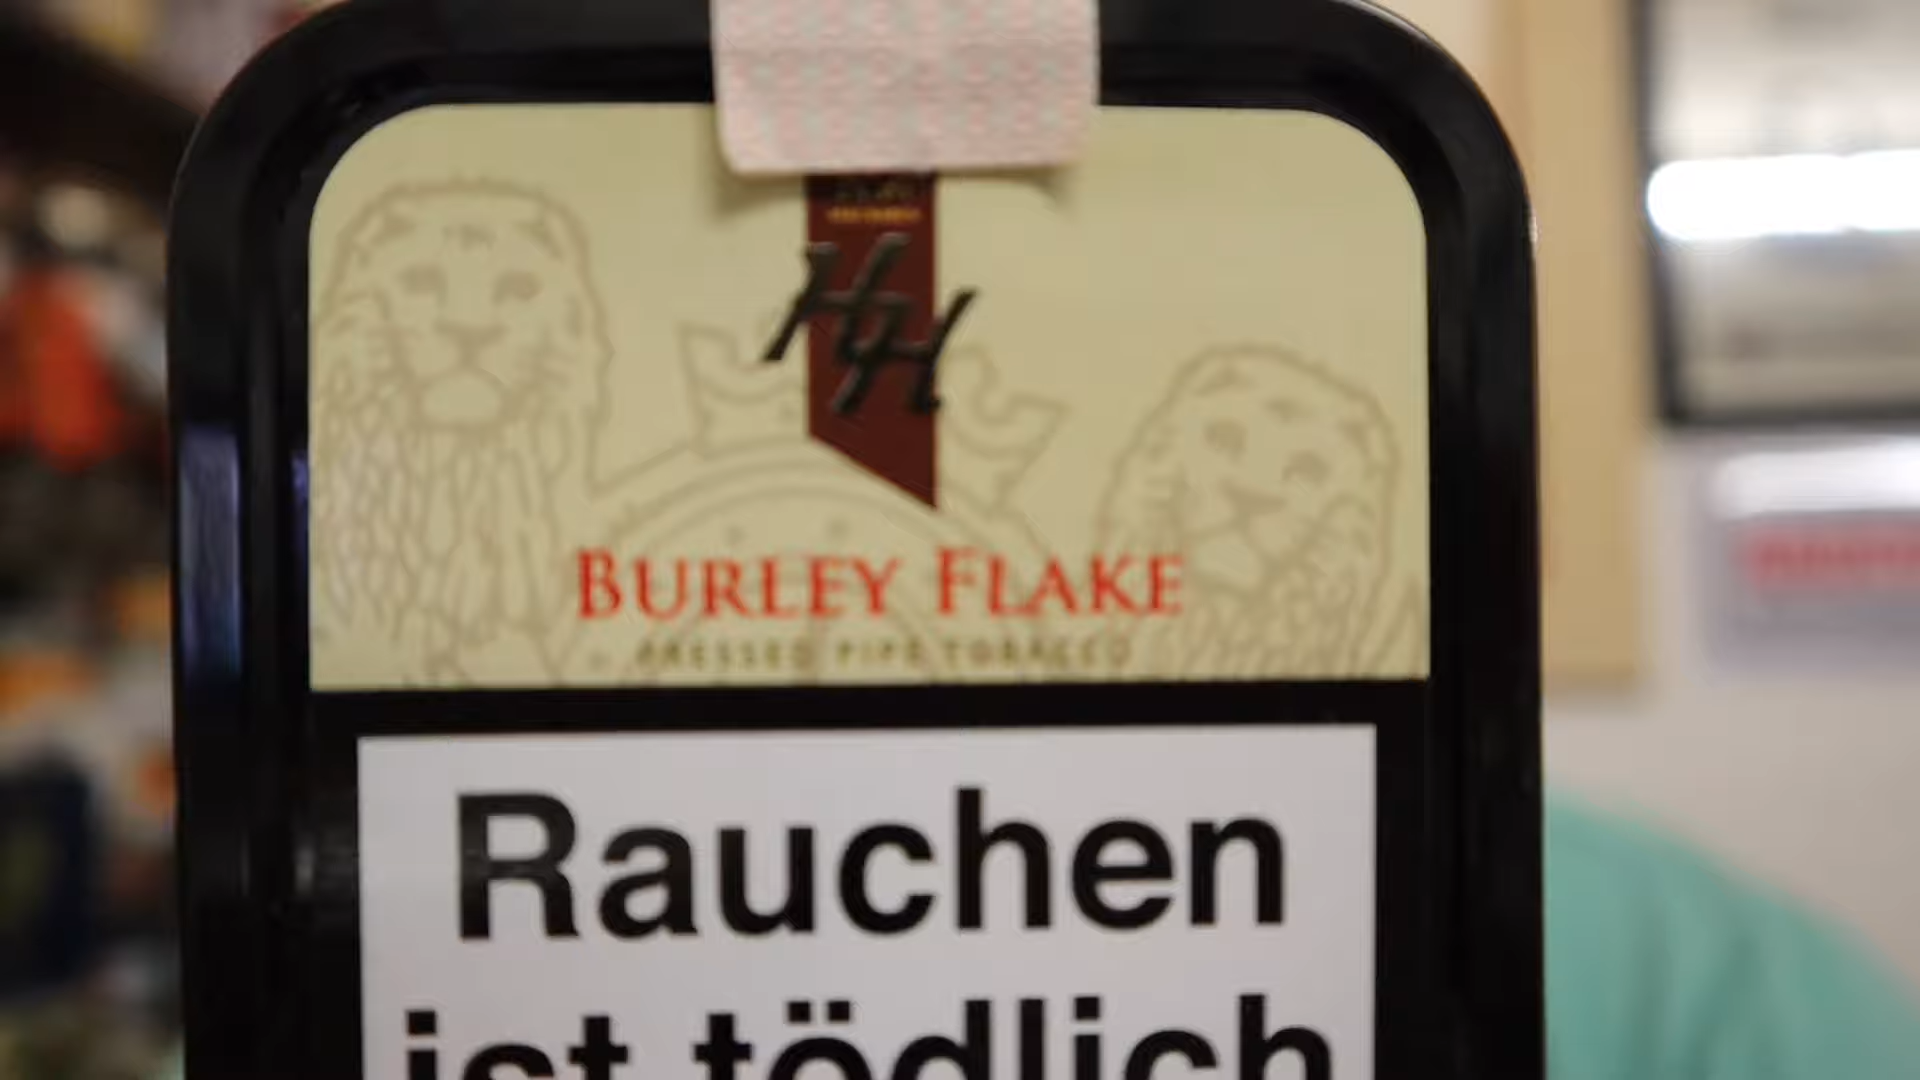 HH
BURLEY FLAKE
PRESSED PIPE TOBACCO
Rauchen
ist tödlich